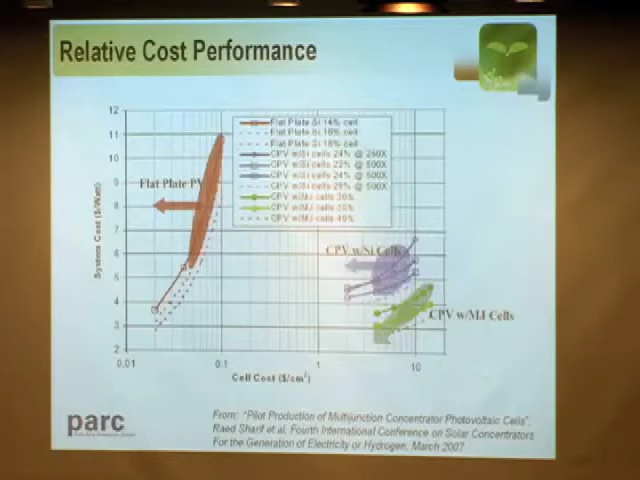 Relative Cost Performance
12
11
10
9
8
7
6
5
4
3
2
System Cost ($/Watt)
0.01
0.1
1
10
Cell Cost ($/cm²)
Flat Plate Si 14% cell
Flat Plate Si 16% cell
Flat Plate Si 18% cell
CPV w/Si cells 24% @ 250X
CPV w/Si cells @ 500X
CPV w/Si cells 24% @ 500X
CPV w/Si cells 26% @ 500X
CPV w/MJ cells 30%
CPV w/MJ cells
CPV w/MJ cells 40%
Flat Plate PV
CPV w/Si Cells
CPV w/MJ Cells
parc
From: "Pilot Production of Multijunction Concentrator Photovoltaic Cells",
Raed Sharif et al, Fourth International Conference on Solar Concentrators
For the Generation of Electricity or Hydrogen, March 2007